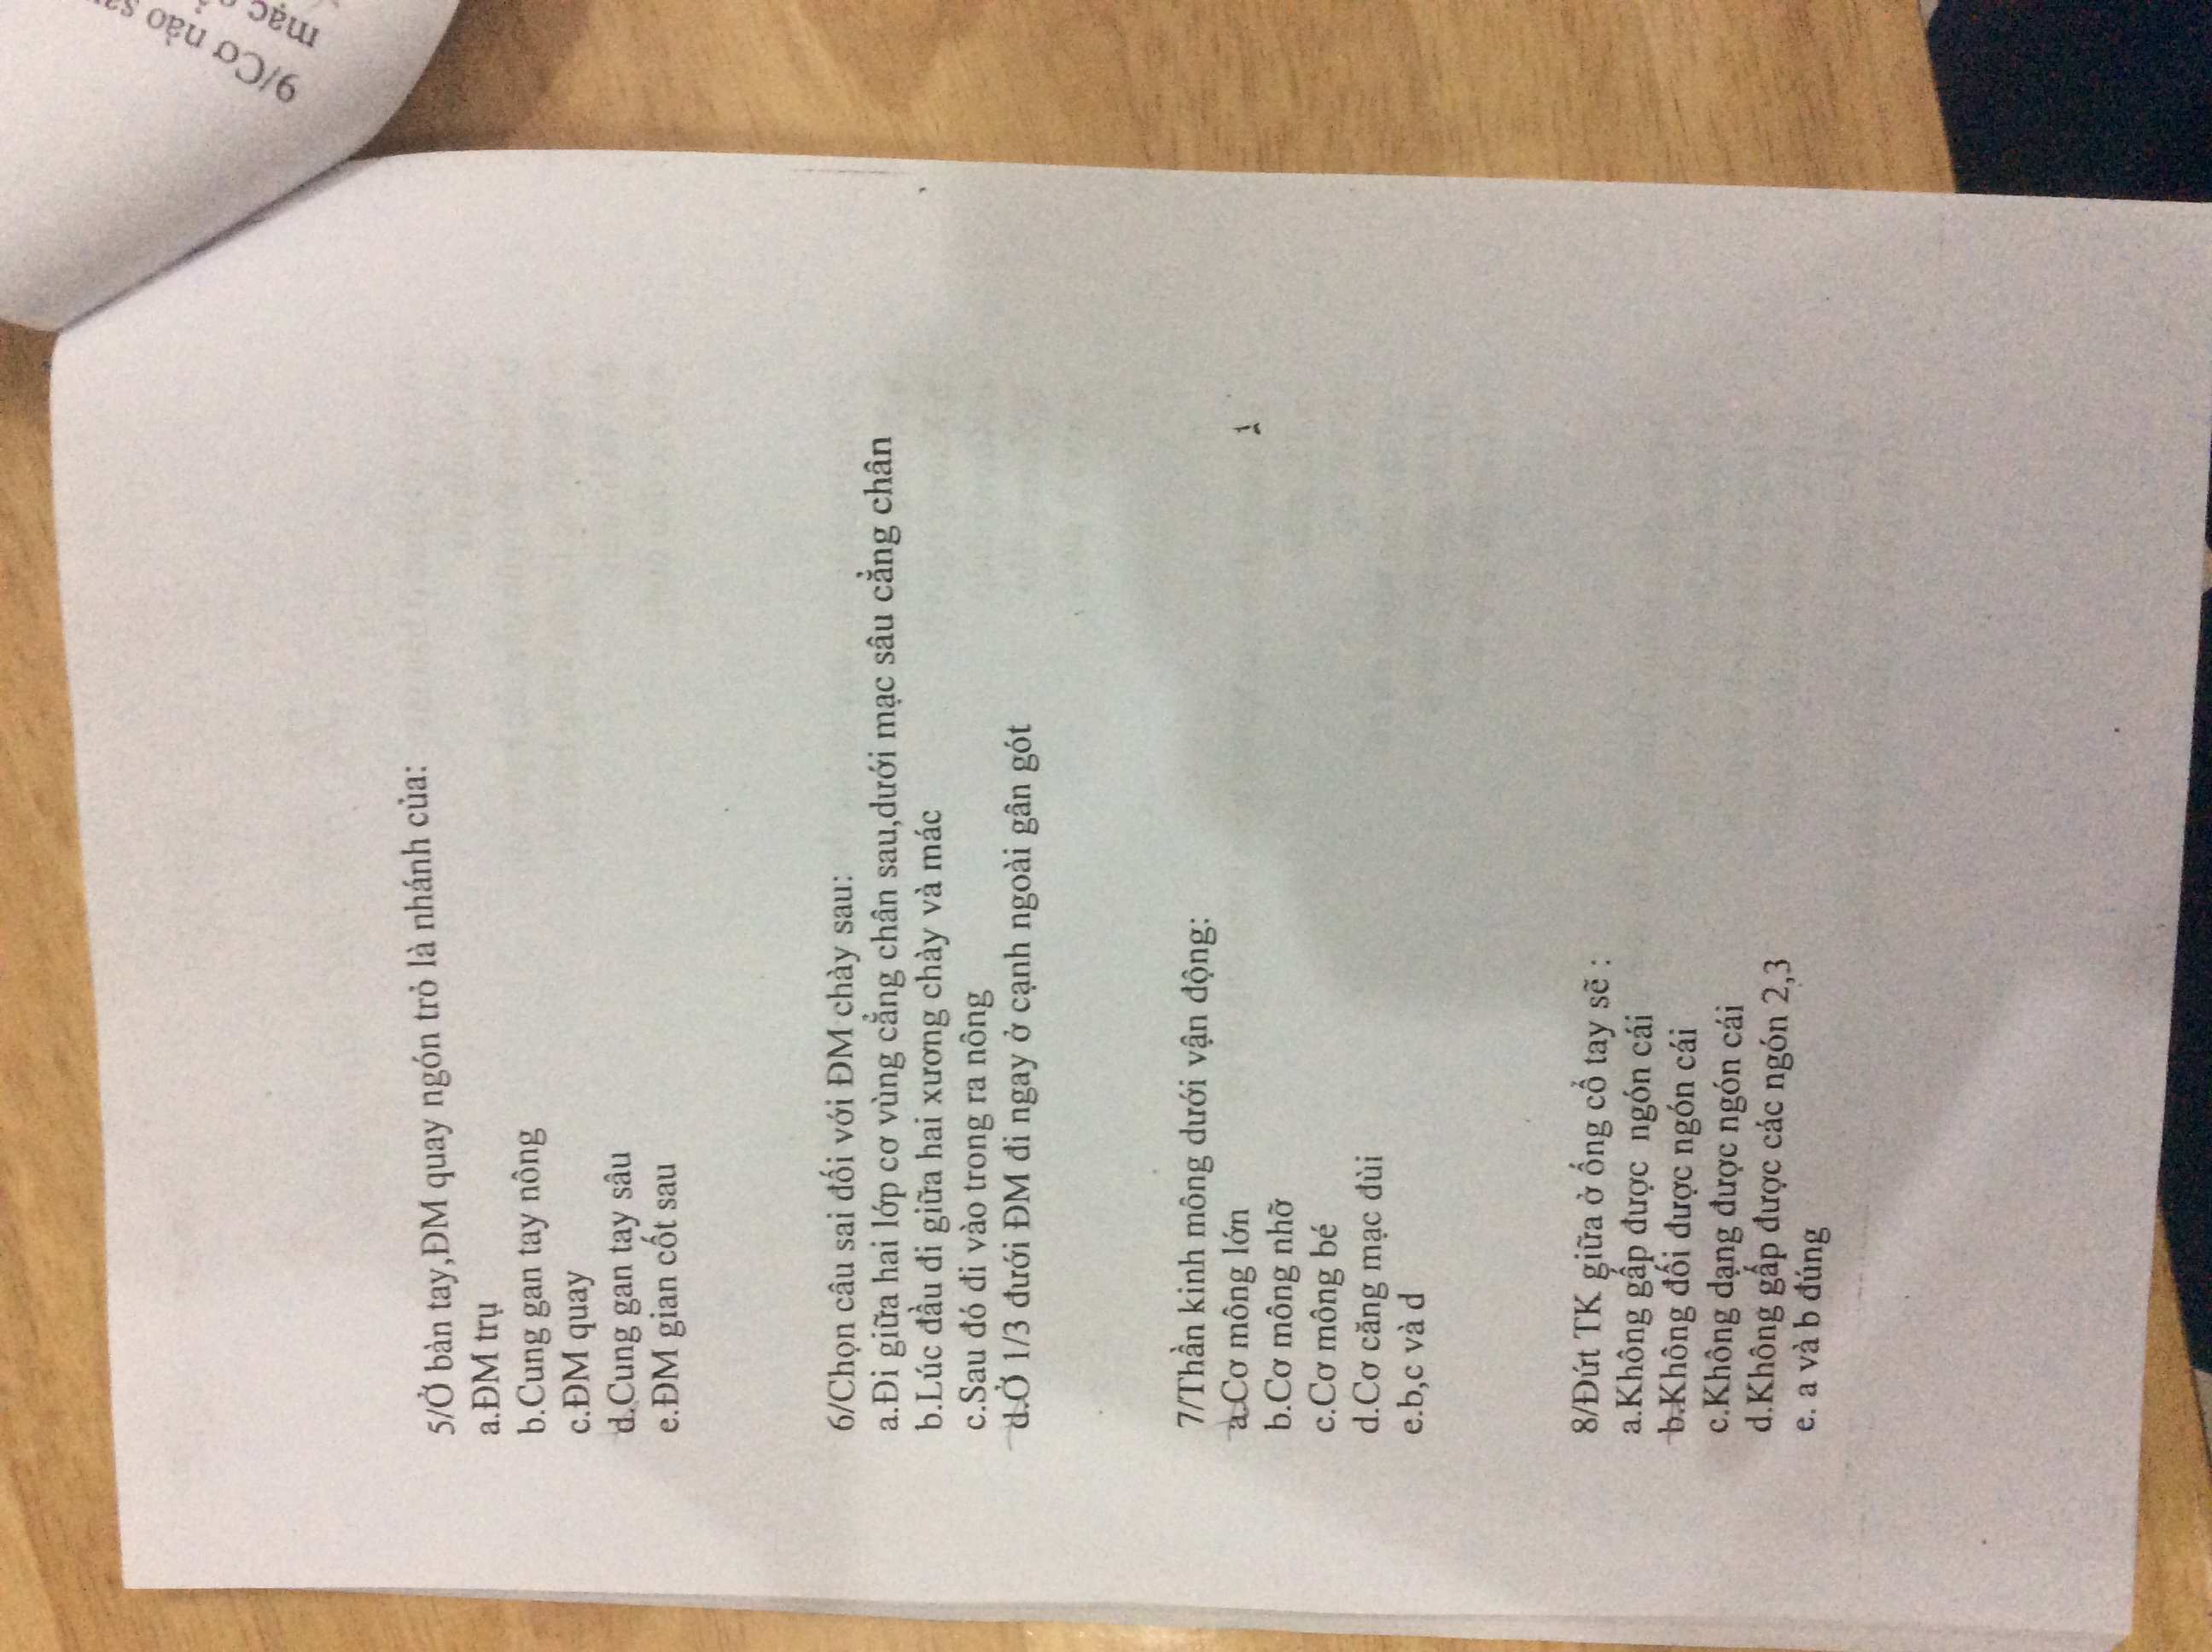 5/Ở bàn tay,ĐM quay ngón trỏ là nhánh của:
a.ĐM trụ
b.Cung gan tay nông
c.ĐM quay
d.Cung gan tay sâu
e.ĐM gian cốt sau
6/Chọn câu sai đối với ĐM chày sau:
a.Đi giữa hai lớp cơ vùng cẳng chân sau,dưới mạc sâu cẳng chân
b.Lúc đầu đi giữa hai xương chày và mác
c.Sau đó đi vào trong ra nông
d.Ở 1/3 đưới ĐM đi ngay ở cạnh ngoài gân gót
7/Thần kinh mông dưới vận động:
a.Cơ mông lớn
b.Cơ mông nhỡ
c.Cơ mông bé
d.Cơ căng mạc đùi
e.b,c và d
8/Đứt TK giữa ở ống cổ tay sẽ :
a.Không gấp được ngón cái
b.Không đối được ngón cái
c.Không dạng được ngón cái
d.Không gấp được các ngón 2,3
e. a và b đúng
1
9/Cơ nào
mạc